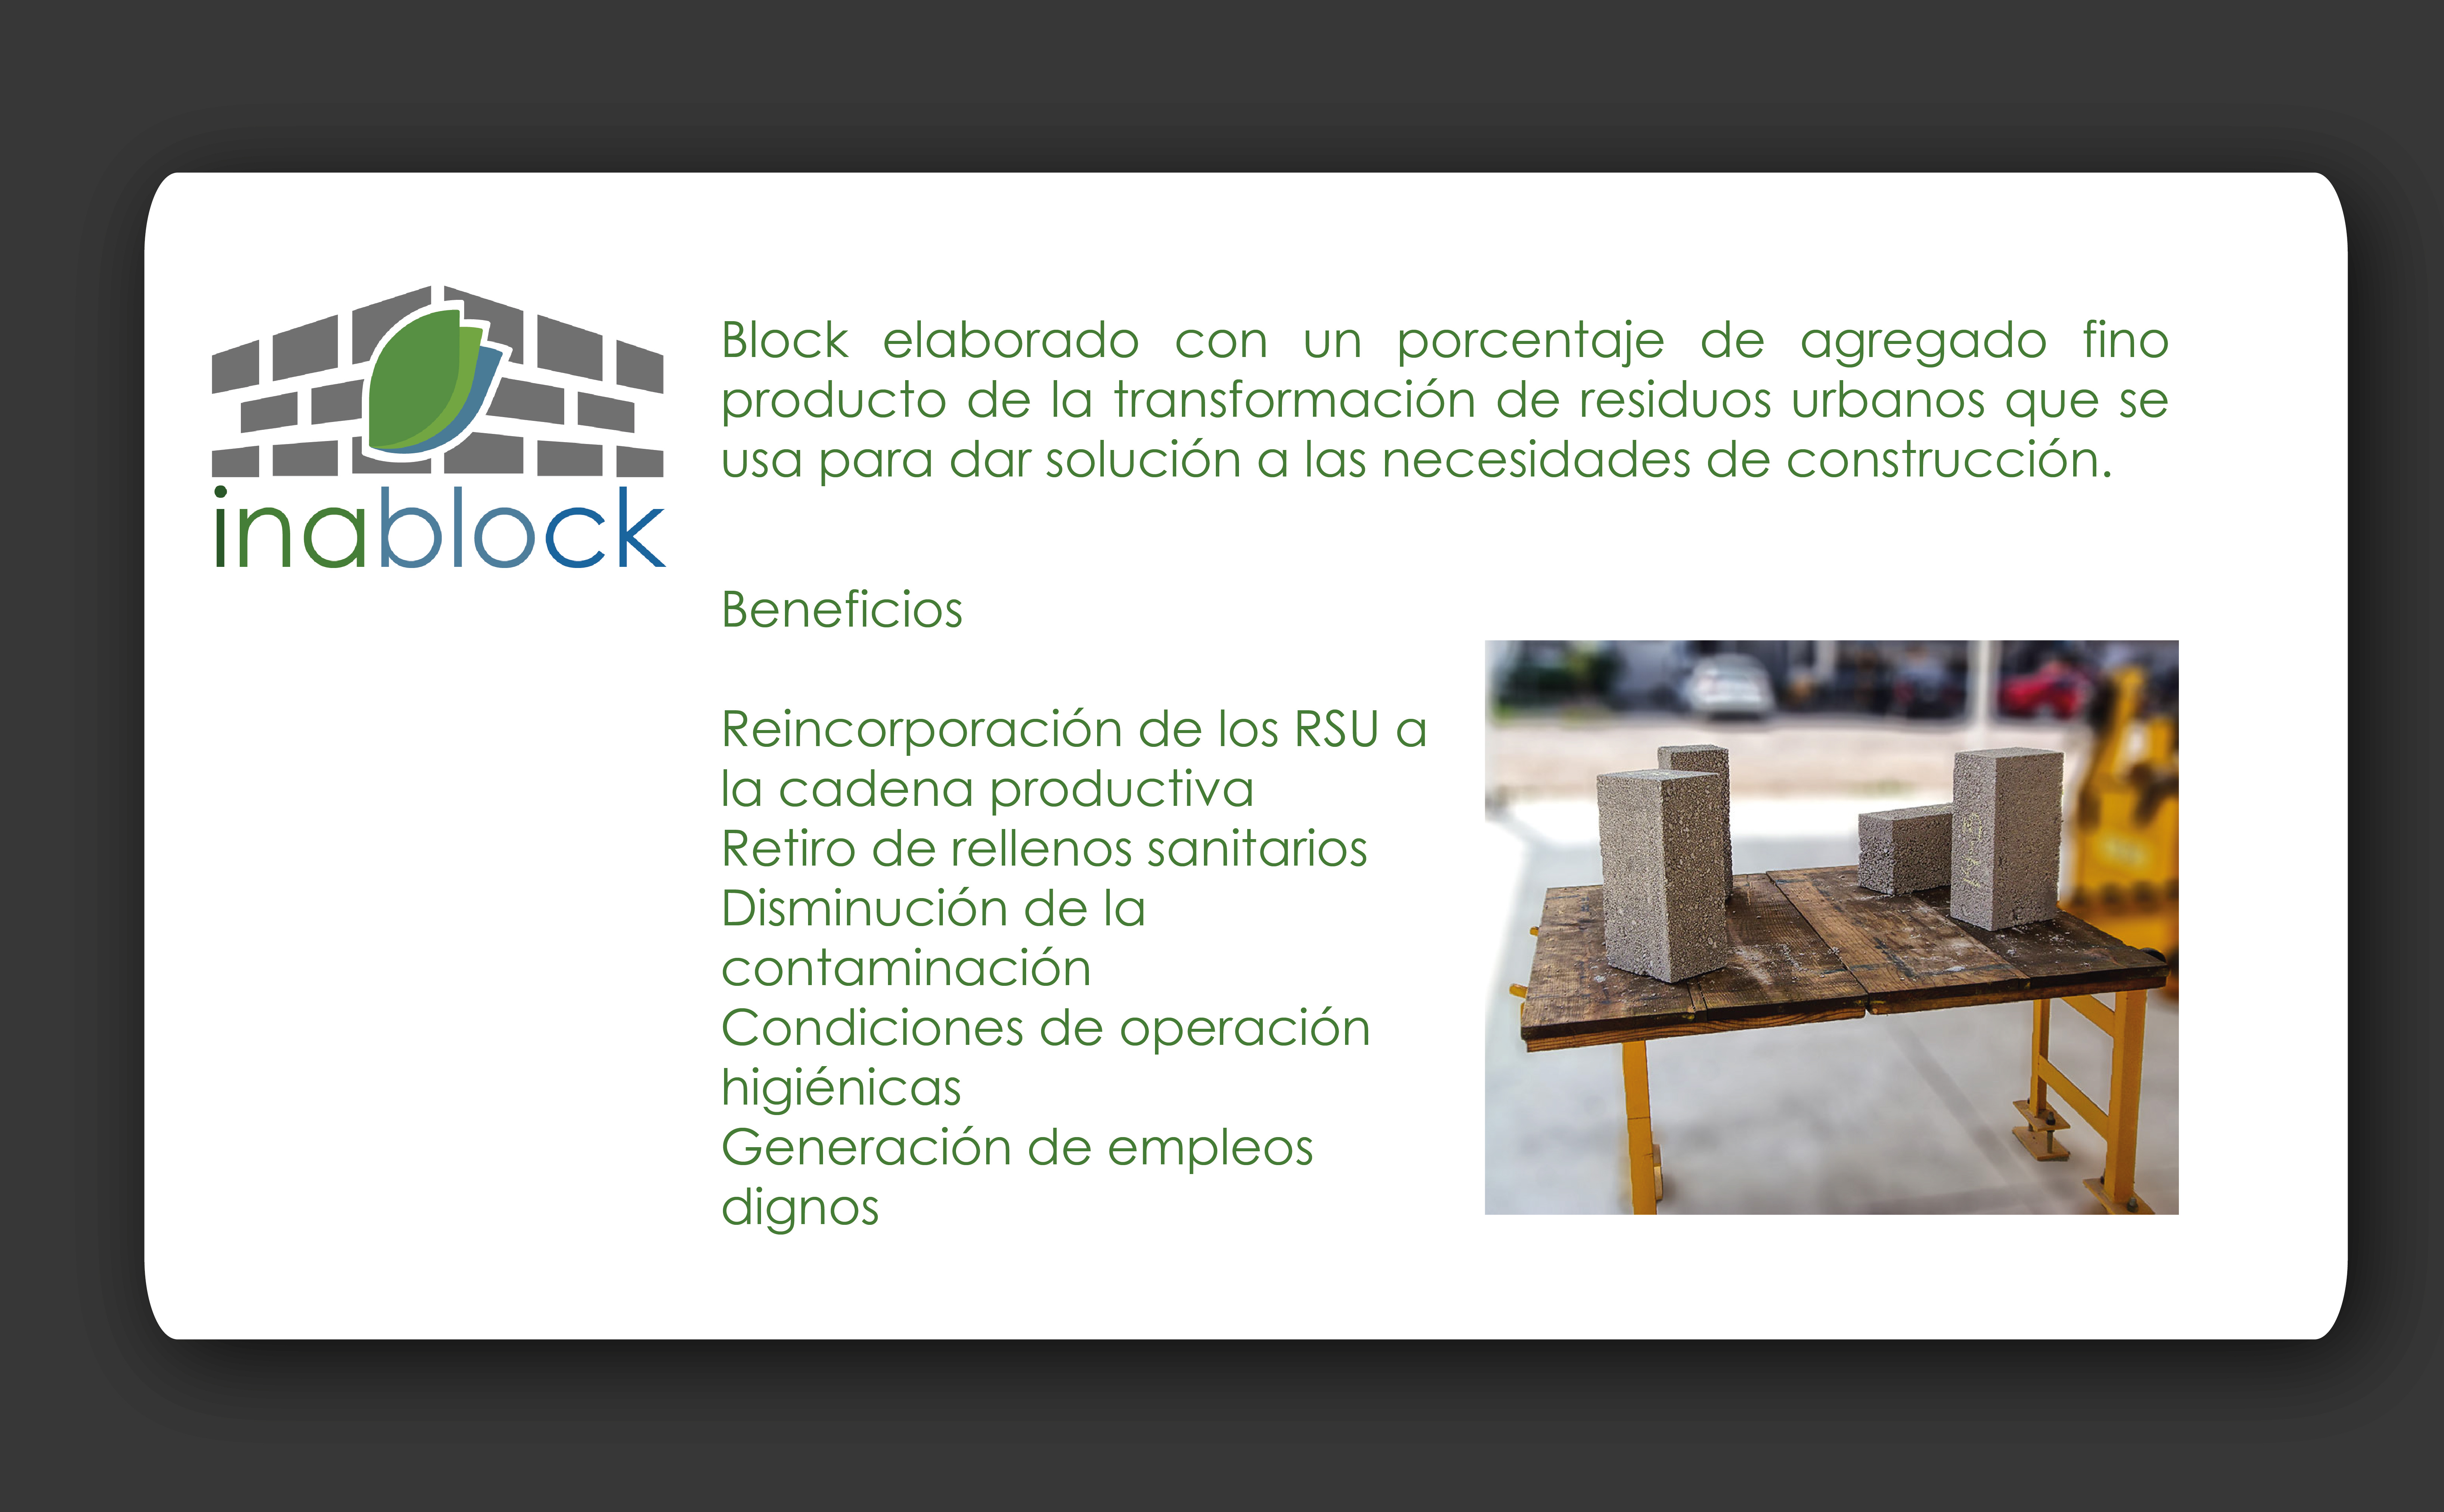 inablock
Block elaborado con un porcentaje de agregado fino
producto de la transformación de residuos urbanos que se
usa para dar solución a las necesidades de construcción.
Beneficios
Reincorporación de los RSU a
la cadena productiva
Retiro de rellenos sanitarios
Disminución de la
contaminación
Condiciones de operación
higiénicas
Generación de empleos
dignos